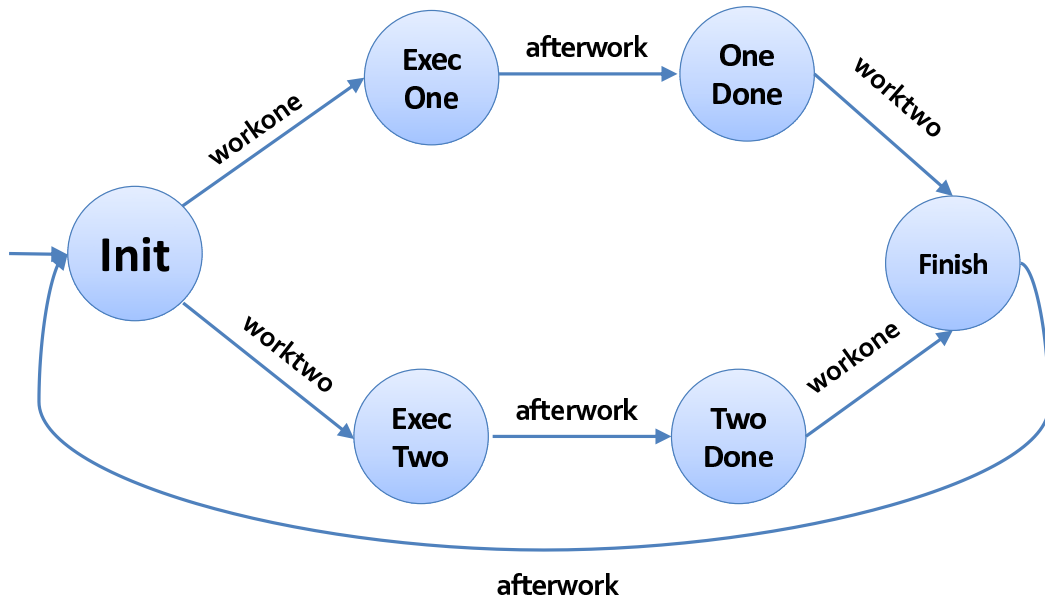 afterwork
Exec
One
One
Done
worktwo
workone
Init
Finish
worktwo
workone
afterwork
Exec
Two
Two
Done
afterwork